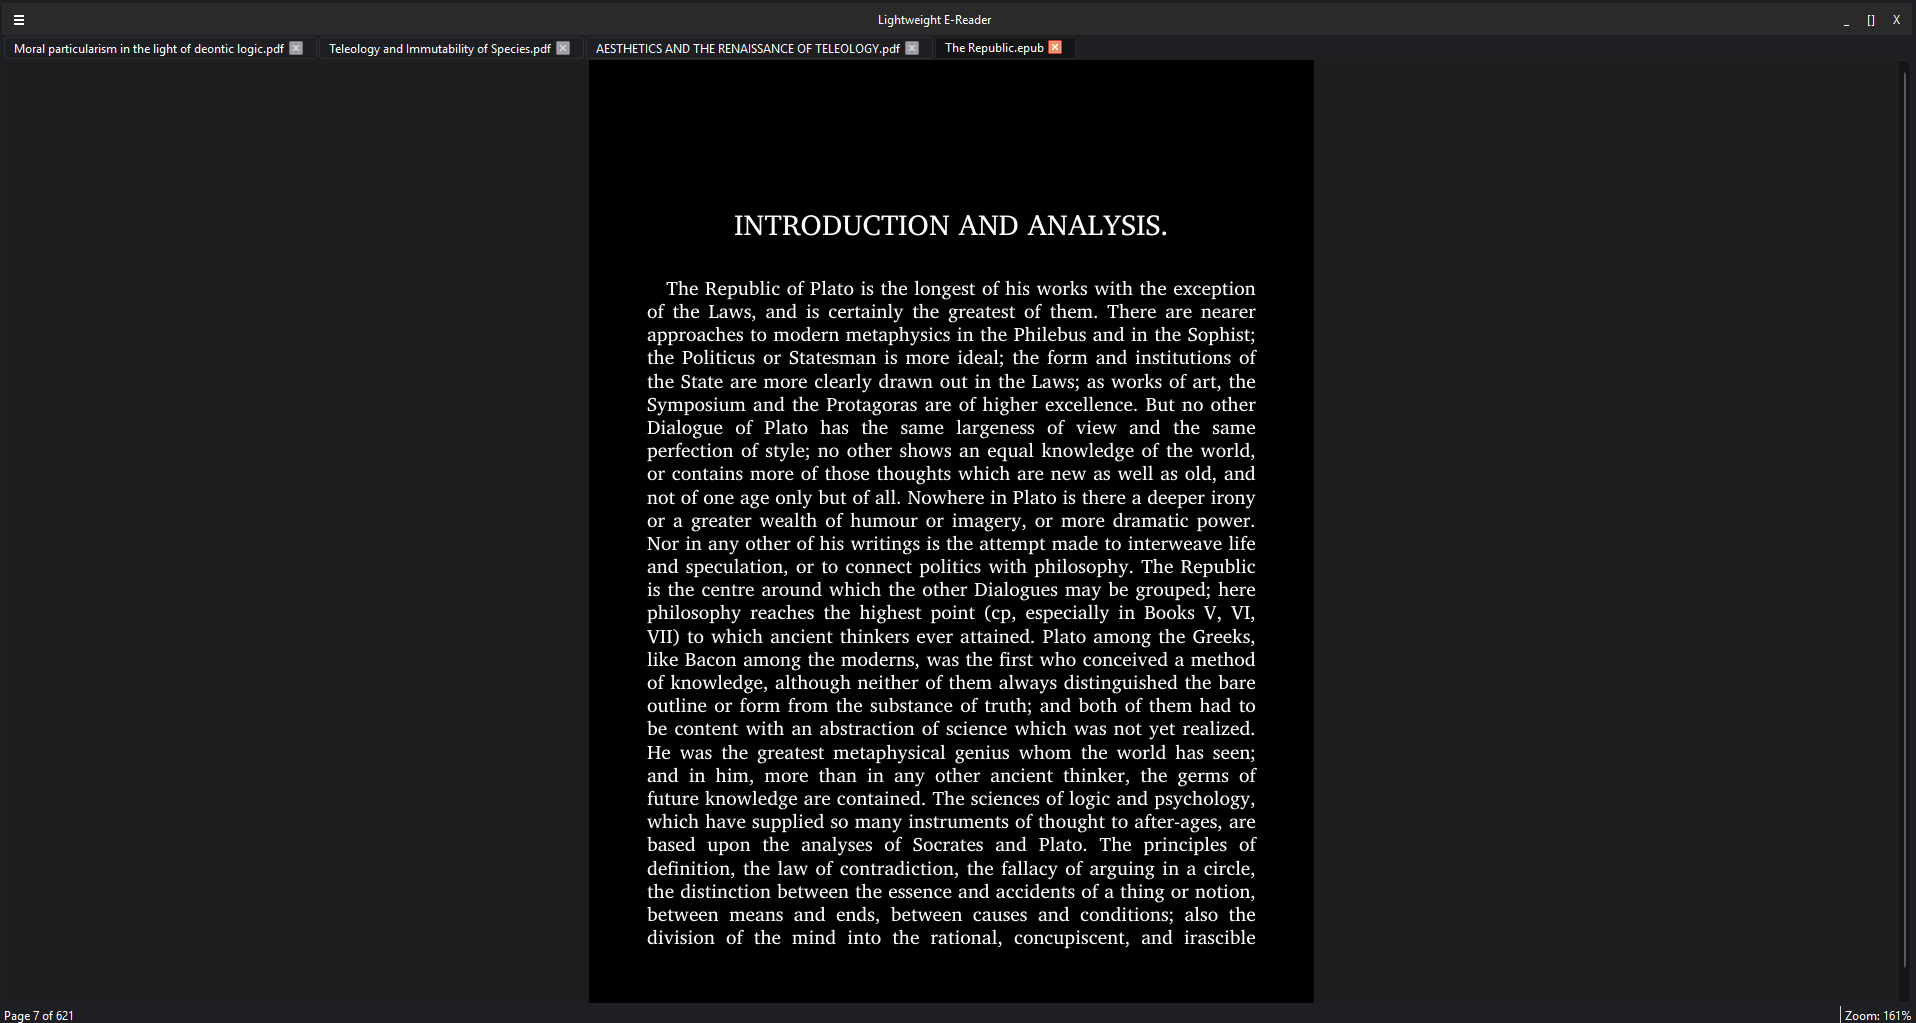 ☰ Lightweight E-Reader _ [] X
Moral particularism in the light of deontic logic.pdf Teleology and Immutability of Species.pdf AESTHETICS AND THE RENAISSANCE OF TELEOLOGY.pdf The Republic.epub
INTRODUCTION AND ANALYSIS.
The Republic of Plato is the longest of his works with the exception
of the Laws, and is certainly the greatest of them. There are nearer
approaches to modern metaphysics in the Philebus and in the Sophist;
the Politicus or Statesman is more ideal; the form and institutions of
the State are more clearly drawn out in the Laws; as works of art, the
Symposium and the Protagoras are of higher excellence. But no other
Dialogue of Plato has the same largeness of view and the same
perfection of style; no other shows an equal knowledge of the world,
or contains more of those thoughts which are new as well as old, and
not of one age only but of all. Nowhere in Plato is there a deeper irony
or a greater wealth of humour or imagery, or more dramatic power.
Nor in any other of his writings is the attempt made to interweave life
and speculation, or to connect politics with philosophy. The Republic
is the centre around which the other Dialogues may be grouped; here
philosophy reaches the highest point (cp, especially in Books V, VI,
VII) to which ancient thinkers ever attained. Plato among the Greeks,
like Bacon among the moderns, was the first who conceived a method
of knowledge, although neither of them always distinguished the bare
outline or form from the substance of truth; and both of them had to
be content with an abstraction of science which was not yet realized.
He was the greatest metaphysical genius whom the world has seen;
and in him, more than in any other ancient thinker, the germs of
future knowledge are contained. The sciences of logic and psychology,
which have supplied so many instruments of thought to after-ages, are
based upon the analyses of Socrates and Plato. The principles of
definition, the law of contradiction, the fallacy of arguing in a circle,
the distinction between the essence and accidents of a thing or notion,
between means and ends, between causes and conditions; also the
division of the mind into the rational, concupiscent, and irascible
Page 7 of 621 Zoom: 161%